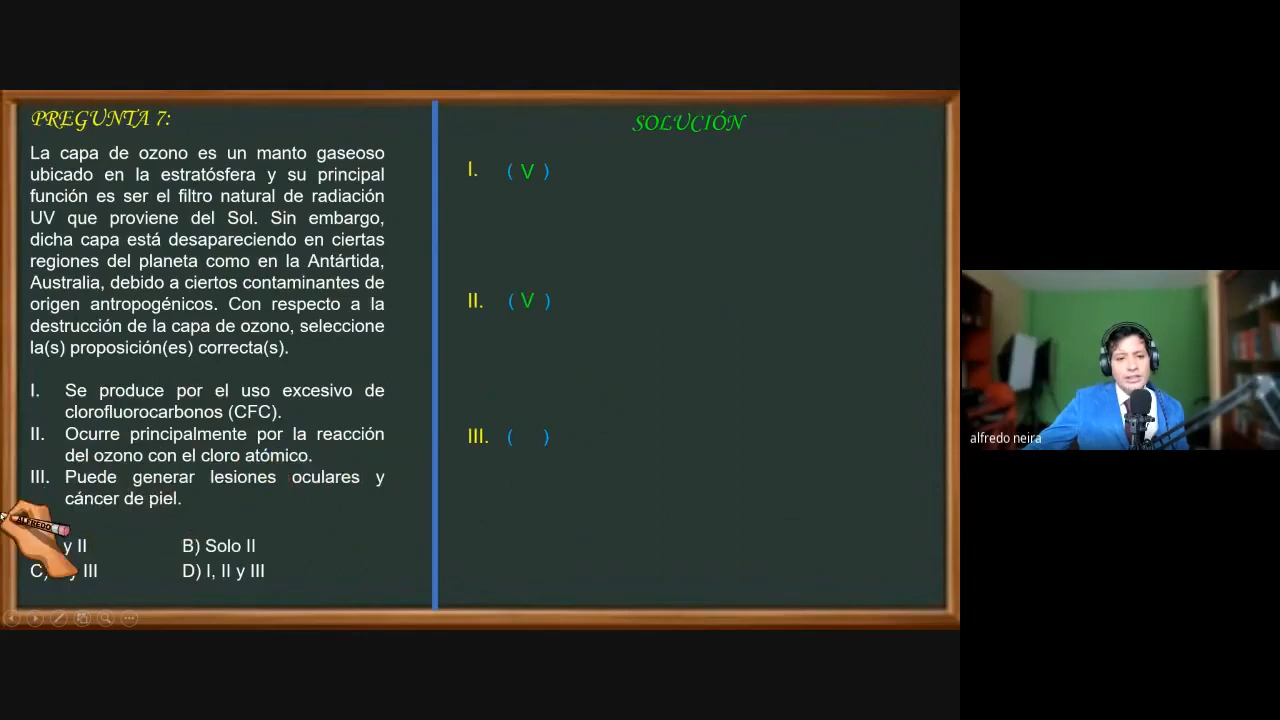 PREGUNTA 7:
La capa de ozono es un manto gaseoso
ubicado en la estratósfera y su principal
función es ser el filtro natural de radiación
UV que proviene del Sol. Sin embargo,
dicha capa está desapareciendo en ciertas
regiones del planeta como en la Antártida,
Australia, debido a ciertos contaminantes de
origen antropogénicos. Con respecto a la
destrucción de la capa de ozono, seleccione
la(s) proposición(es) correcta(s).
I. Se produce por el uso excesivo de
clorofluorocarbonos (CFC).
II. Ocurre principalmente por la reacción
del ozono con el cloro atómico.
III. Puede generar lesiones oculares y
cáncer de piel.
ALFREDO
y II B) Solo II
C) y III D) I, II y III
SOLUCIÓN
I. ( V )
II. ( V )
III. ( )
alfredo neira